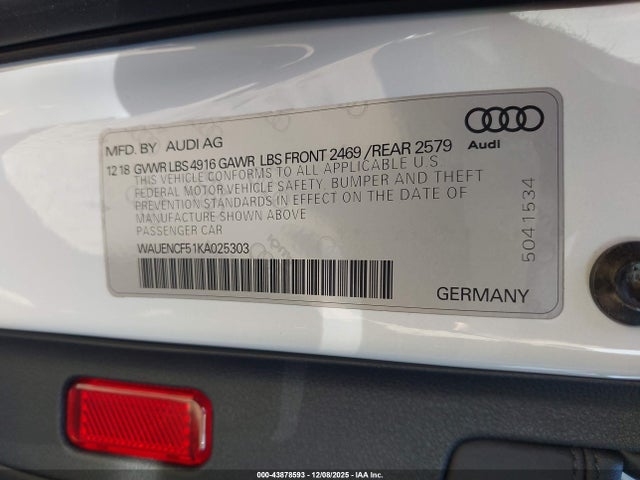 MFD. BY AUDI AG
12 18 GVWR LBS 4916 GAWR LBS FRONT 2469 /REAR 2579
THIS VEHICLE CONFORMS TO ALL APPLICABLE U.S.
FEDERAL MOTOR VEHICLE SAFETY, BUMPER AND THEFT
PREVENTION STANDARDS IN EFFECT ON THE DATE OF
MANUFACTURE SHOWN ABOVE
PASSENGER CAR
WAUENCF51KA025303
Audi
5041534
GERMANY
000-43878593 | 12/08/2025 - IAA Inc.